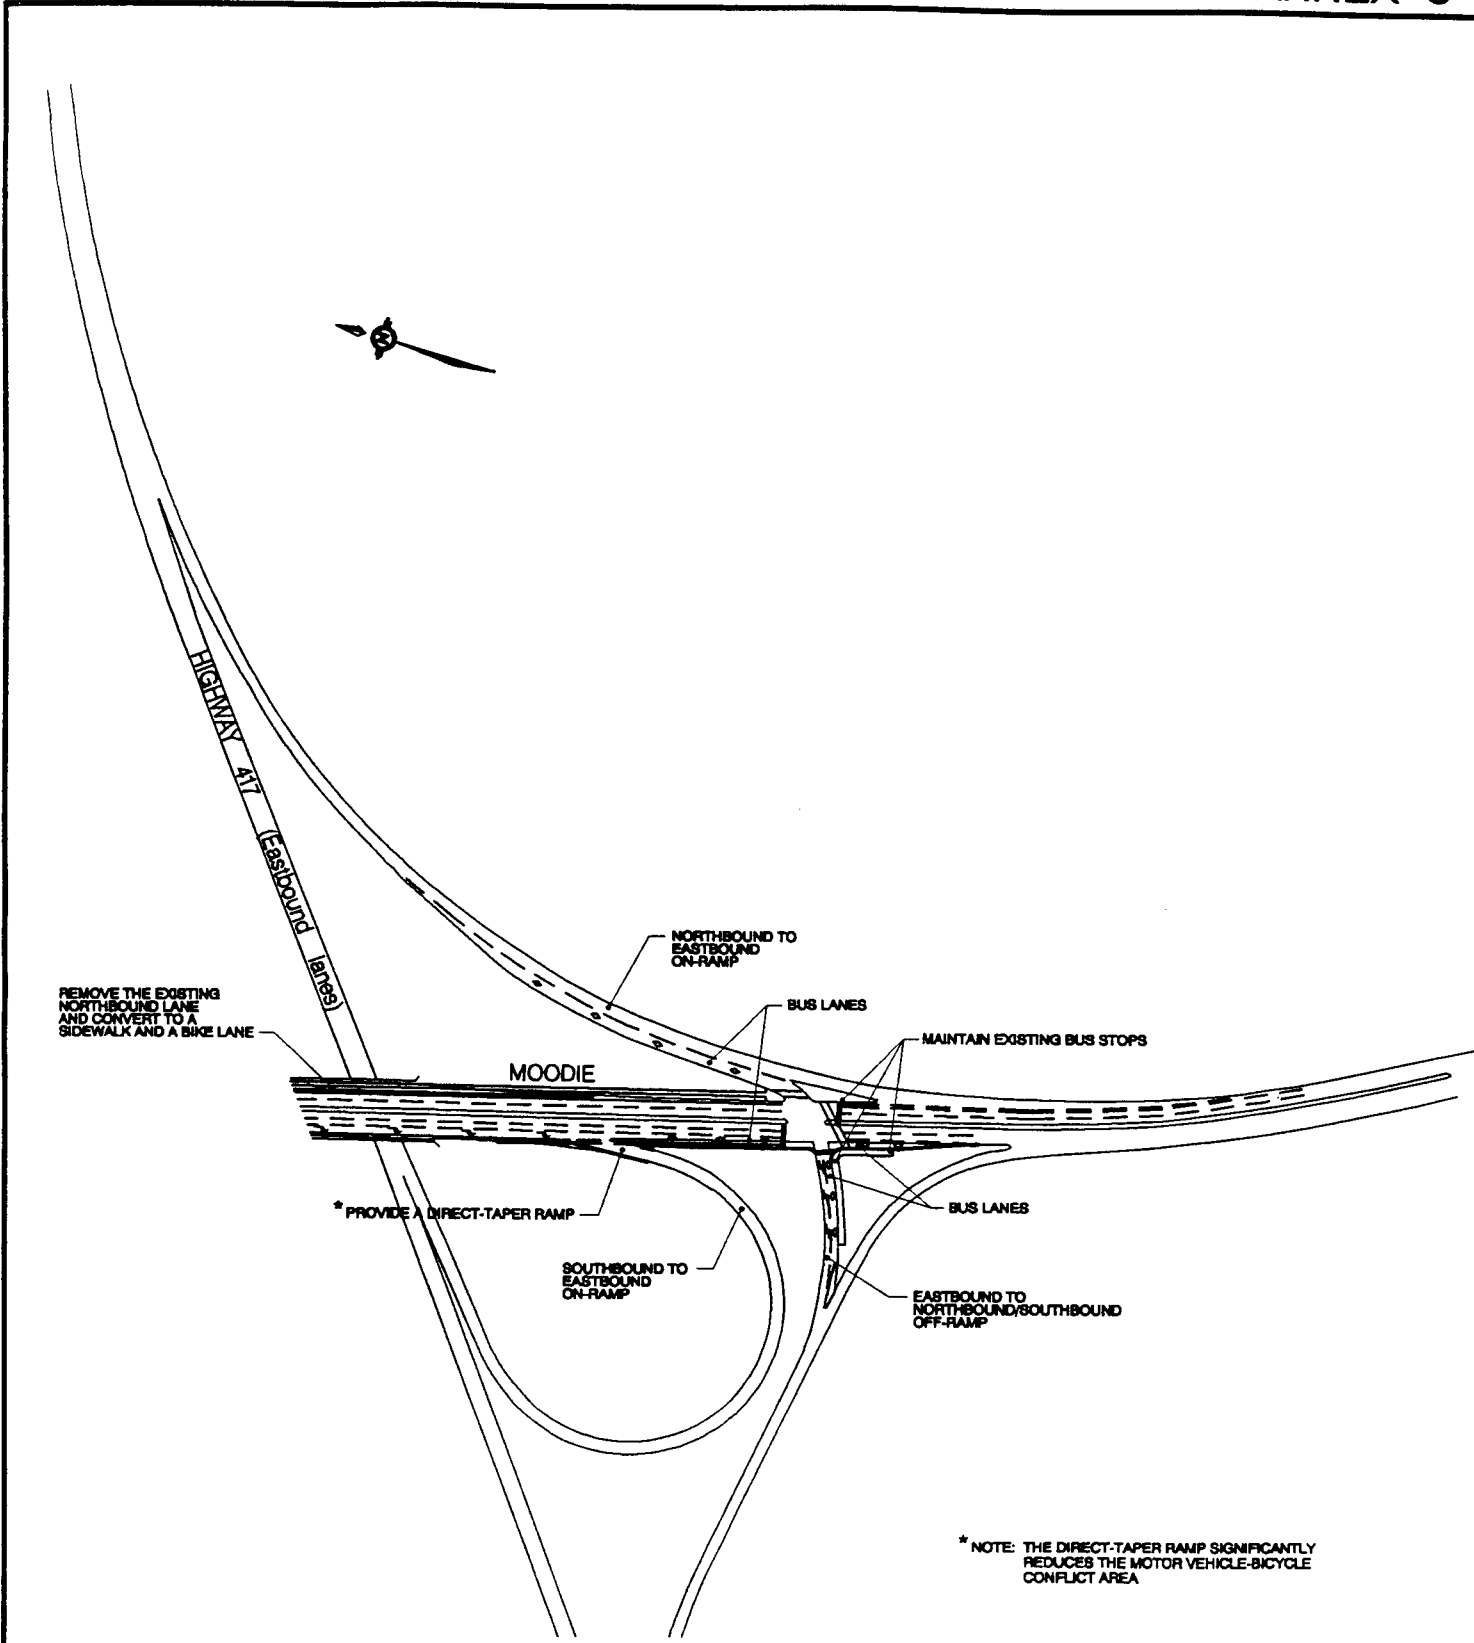 HIGHWAY 417 (Eastbound lanes)
NORTHBOUND TO
EASTBOUND
ON-RAMP
REMOVE THE EXISTING
NORTHBOUND LANE
AND CONVERT TO A
SIDEWALK AND A BIKE LANE
BUS LANES
MAINTAIN EXISTING BUS STOPS
MOODIE
* PROVIDE A DIRECT-TAPER RAMP
BUS LANES
SOUTHBOUND TO
EASTBOUND
ON-RAMP
EASTBOUND TO
NORTHBOUND/SOUTHBOUND
OFF-RAMP
* NOTE: THE DIRECT-TAPER RAMP SIGNIFICANTLY
REDUCES THE MOTOR VEHICLE-BICYCLE
CONFLICT AREA